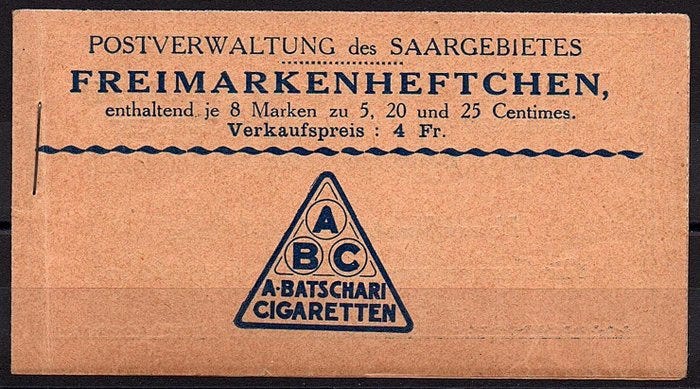 POSTVERWALTUNG des SAARGEBIETES
FREIMARKENHEFTCHEN,
enthaltend je 8 Marken zu 5, 20 und 25 Centimes.
Verkaufspreis : 4 Fr.
A
B C
A·BATSCHARI
CIGARETTEN